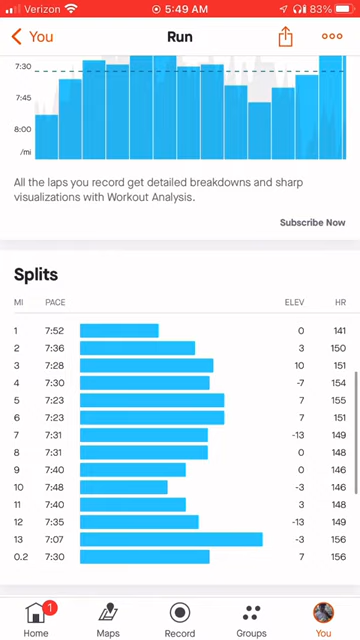 Verizon 5:49 AM 83%
You Run
7:30
7:45
8:00
/mi
All the laps you record get detailed breakdowns and sharp
visualizations with Workout Analysis.
Subscribe Now
Splits
MI PACE ELEV HR
1 7:52 0 141
2 7:36 3 150
3 7:28 10 151
4 7:30 -7 154
5 7:23 7 155
6 7:23 7 151
7 7:31 -13 149
8 7:31 0 148
9 7:40 0 146
10 7:48 -3 146
11 7:40 3 148
12 7:35 -13 149
13 7:07 -3 156
0.2 7:30 7 156
1
Home Maps Record Groups You